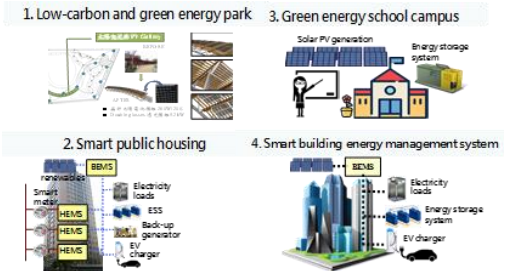 1. Low-carbon and green energy park
PV Gallery
2. Smart public housing
renewables
BEMS
Smart
meter
HEMS
HEMS
HEMS
Electricity
loads
ESS
Back-up
generator
EV
charger
3. Green energy school campus
Solar PV generation
Energy storage
system
4. Smart building energy management system
BEMS
Electricity
loads
Energy storage
system
EV charger